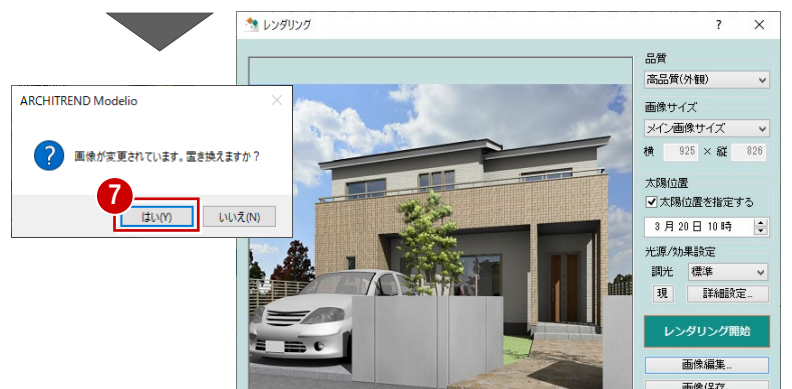 レンダリング
品質
高品質(外観)
画像サイズ
メイン画像サイズ
横 925 × 縦 826
太陽位置
太陽位置を指定する
3 月 20 日 10 時
光源/効果設定
調光 標準
現 詳細設定...
レンダリング開始
画像編集...
画像保存
ARCHITREND Modelio
画像が変更されています。置き換えますか?
7
はい(Y) いいえ(N)